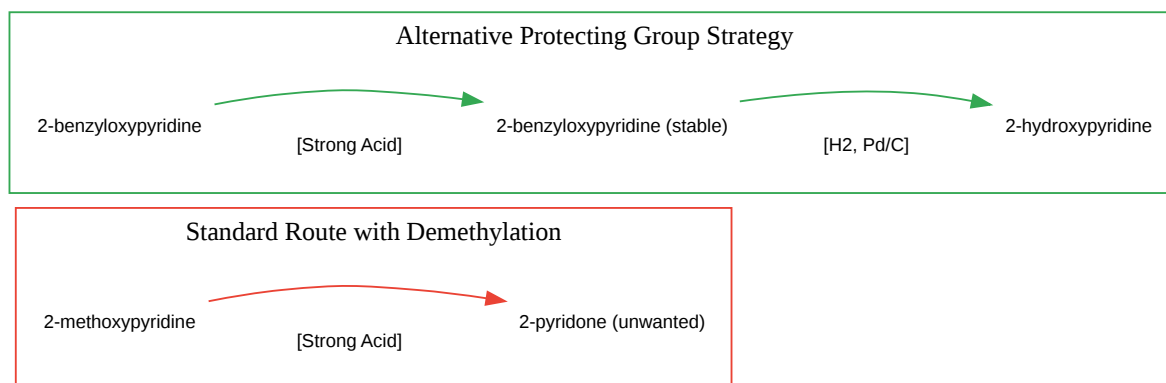 Alternative Protecting Group Strategy
2-benzyloxypyridine
[Strong Acid]
2-benzyloxypyridine (stable)
[H2, Pd/C]
2-hydroxypyridine
Standard Route with Demethylation
2-methoxypyridine
[Strong Acid]
2-pyridone (unwanted)